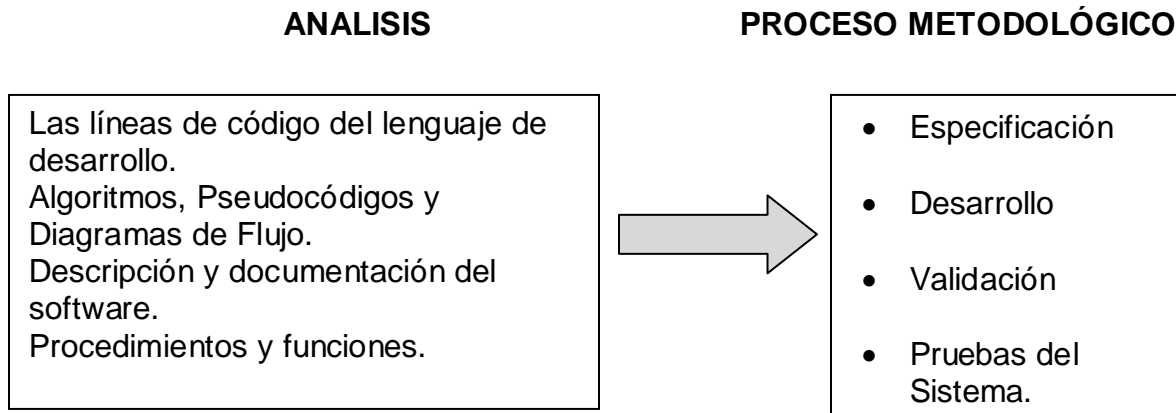 ANALISIS
PROCESO METODOLÓGICO
Las líneas de código del lenguaje de
desarrollo.
Algoritmos, Pseudocódigos y
Diagramas de Flujo.
Descripción y documentación del
software.
Procedimientos y funciones.
• Especificación
• Desarrollo
• Validación
• Pruebas del
Sistema.